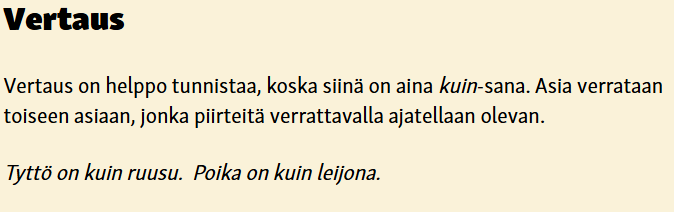 Vertaus
Vertaus on helppo tunnistaa, koska siinä on aina kuin-sana. Asia verrataan
toiseen asiaan, jonka piirteitä verrattavalla ajatellaan olevan.
Tyttö on kuin ruusu.  Poika on kuin leijona.